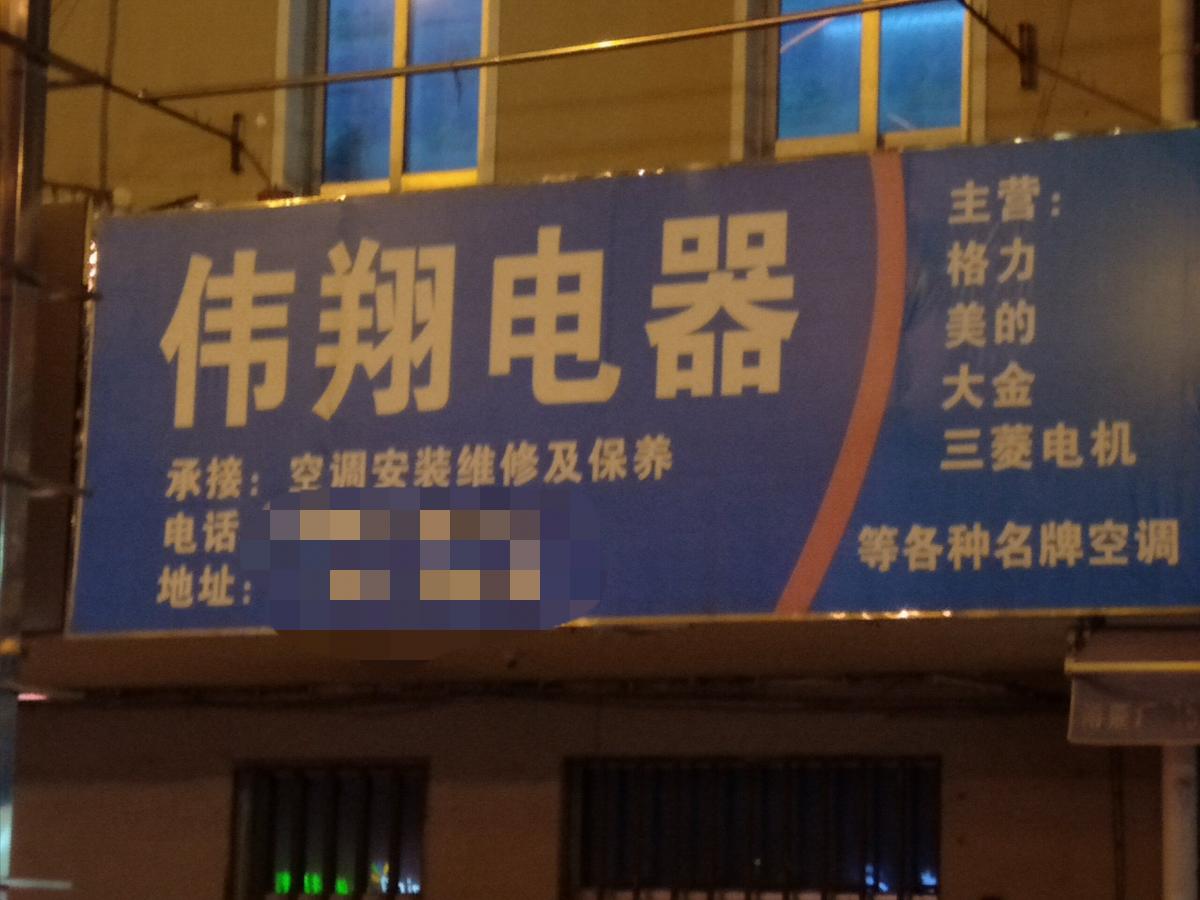 伟翔电器
承接：空调安装维修及保养
电话
地址：
主营：
格力
美的
大金
三菱电机
等各种名牌空调